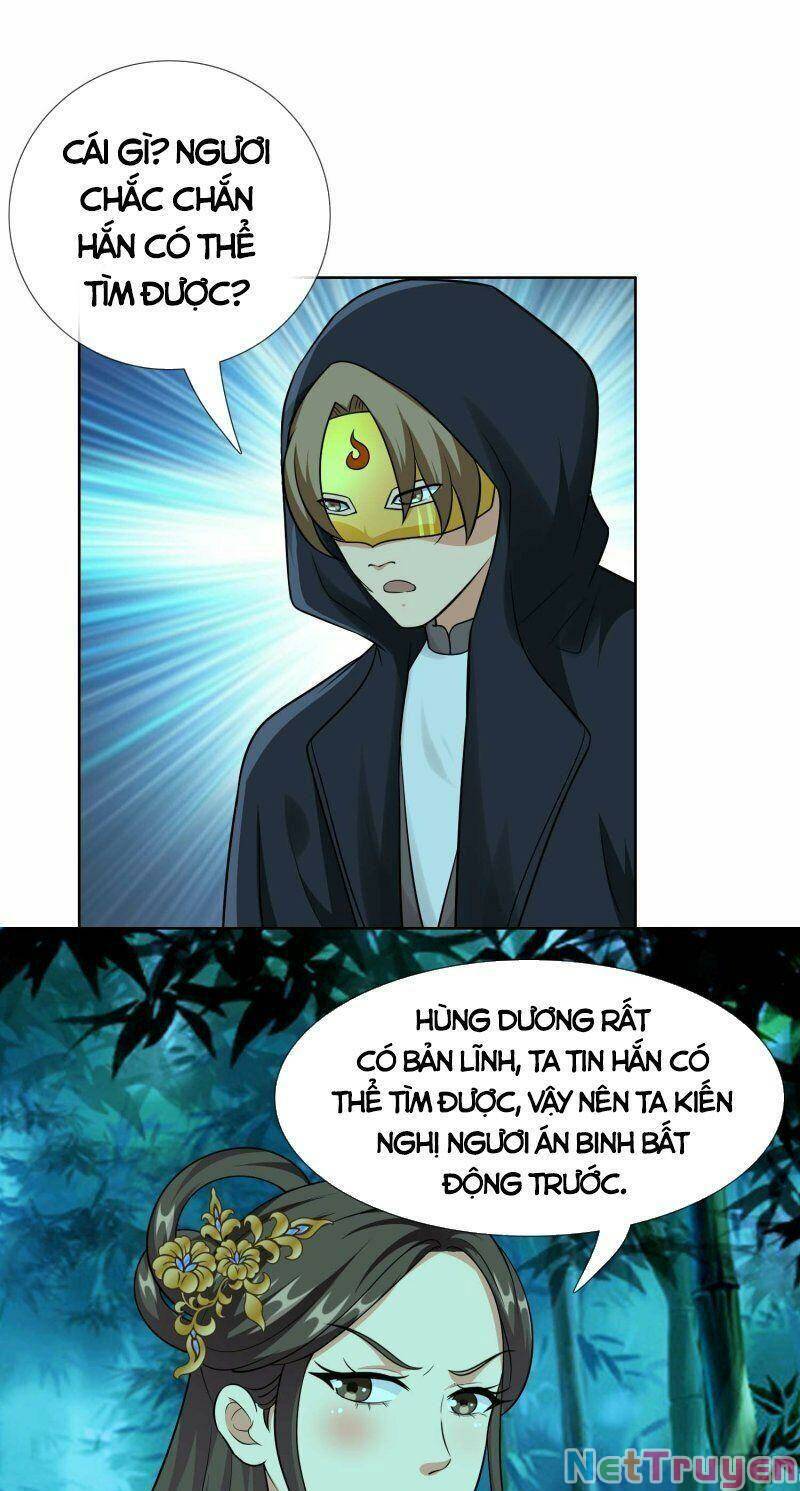 CÁI GÌ? NGƯƠI
CHẮC CHẮN
HẮN CÓ THỂ
TÌM ĐƯỢC?
HÙNG DƯƠNG RẤT
CÓ BẢN LĨNH, TA TIN HẮN CÓ
THỂ TÌM ĐƯỢC, VẬY NÊN TA KIẾN
NGHỊ NGƯƠI ÁN BINH BẤT
ĐỘNG TRƯỚC.
NetTruyen